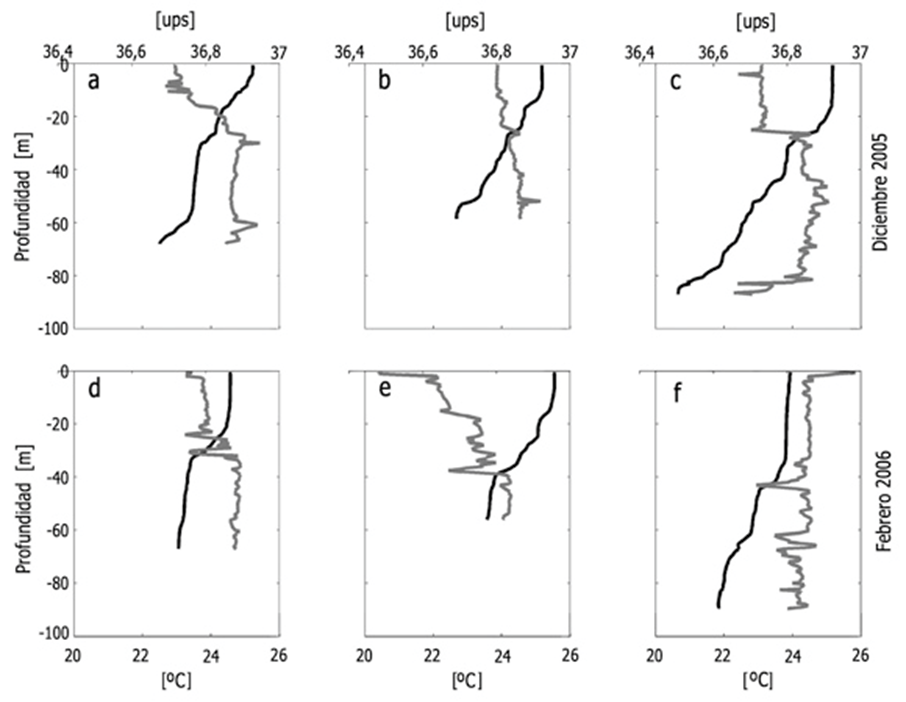 [ups] [ups] [ups]
36,4 36,6 36,8 37 36,4 36,6 36,8 37 36,4 36,6 36,8 37
0
-20
-40
-60
-80
-100
Profundidad [m]
a
b
c
Diciembre 2005
0
-20
-40
-60
-80
-100
Profundidad [m]
d
e
f
Febrero 2006
20 22 24 26 20 22 24 26 20 22 24 26
[ºC] [ºC] [ºC]